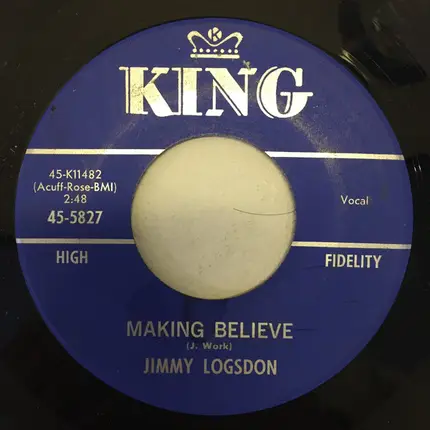 K
KING
45-K11482
(Acuff-Rose-BMI)
2:48
45-5827
Vocal
HIGH
FIDELITY
MAKING BELIEVE
(J. Work)
JIMMY LOGSDON